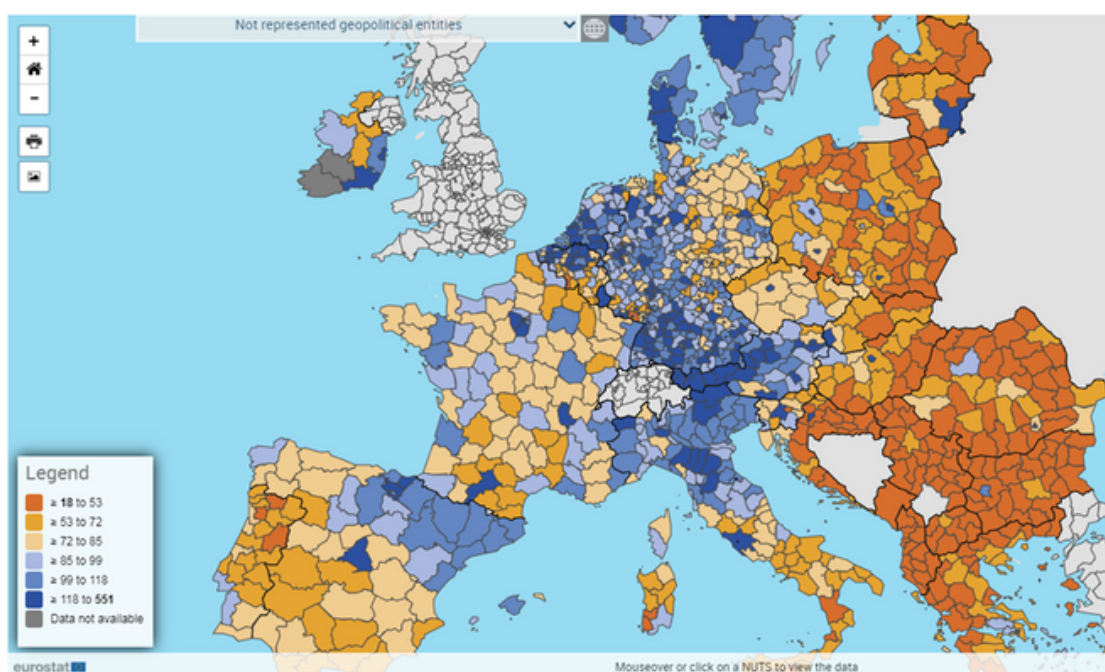 Not represented geopolitical entities
+
−
Legend
≥ 18 to 53
≥ 53 to 72
≥ 72 to 85
≥ 85 to 99
≥ 99 to 118
≥ 118 to 551
Data not available
eurostat
Mouseover or click on a NUTS to view the data